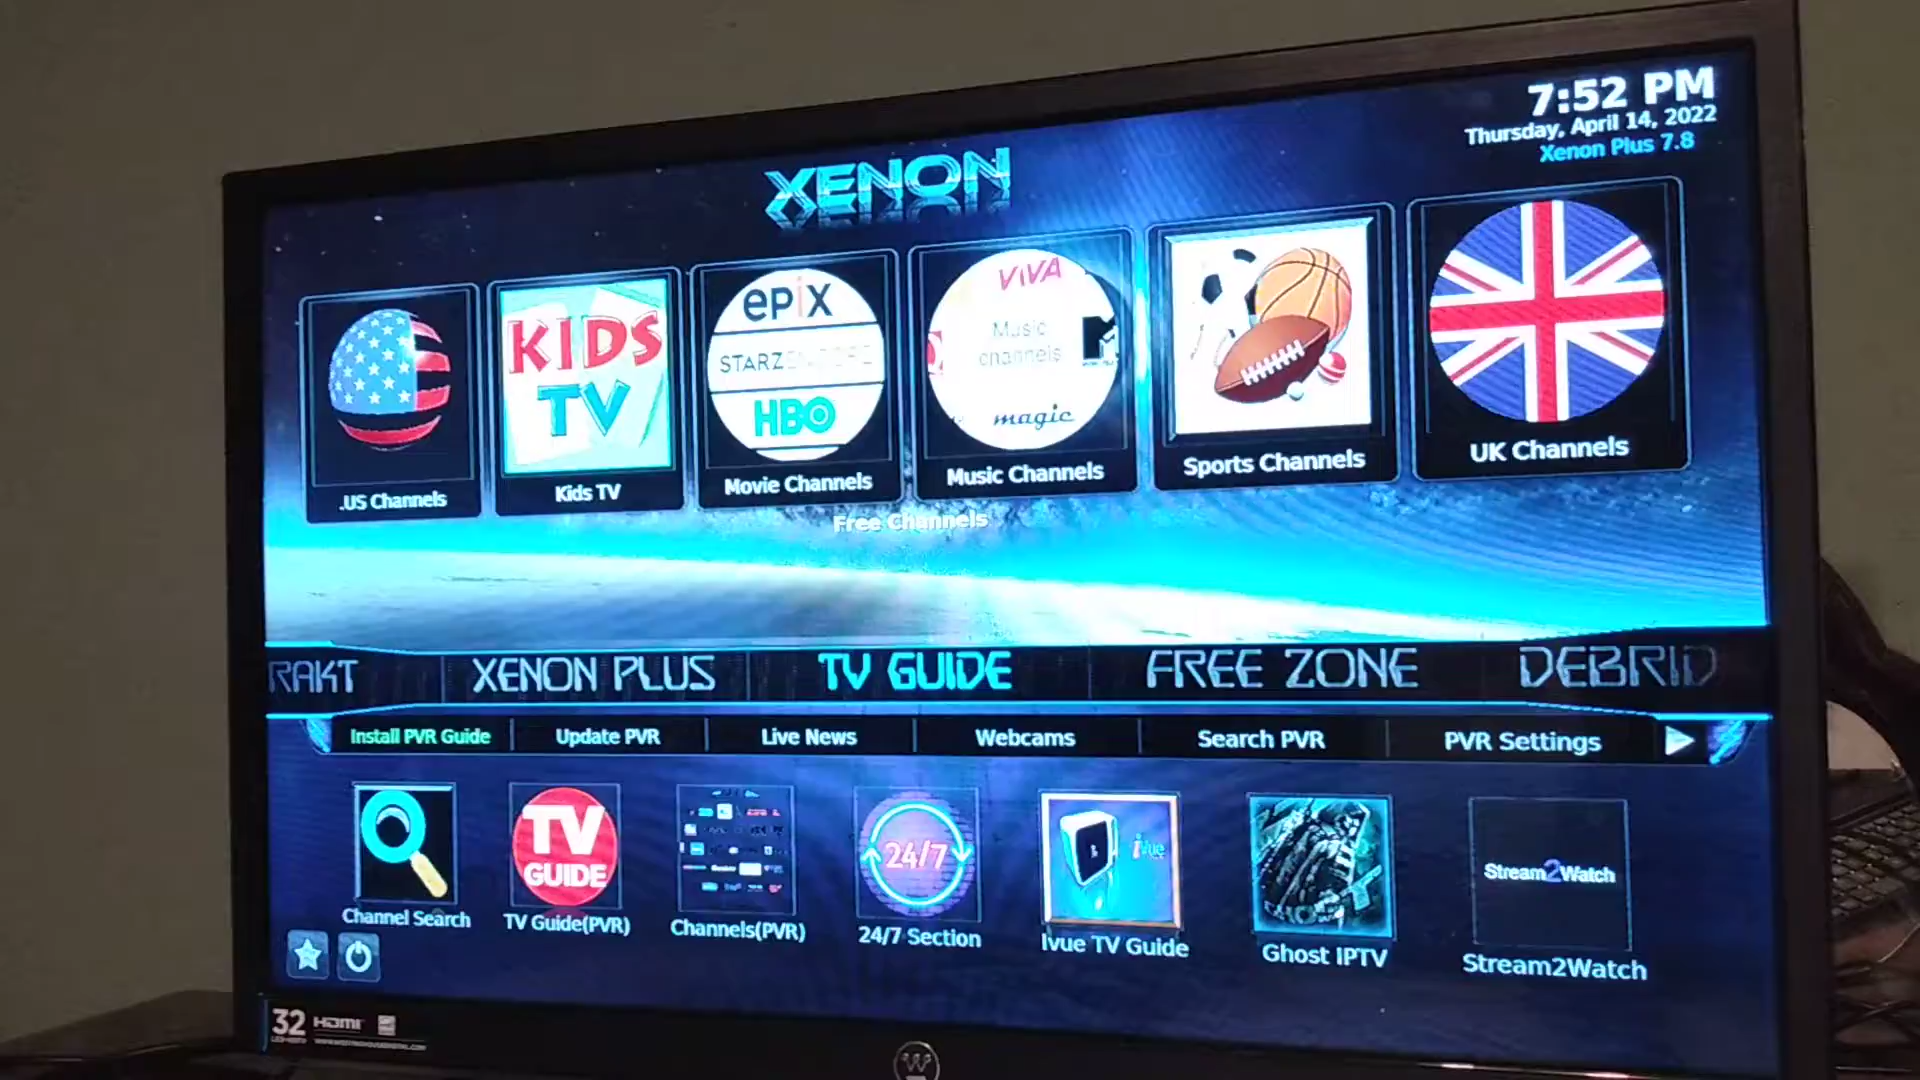 7:52 PM
Thursday, April 14, 2022
Xenon Plus 7.8
XENON
KIDS
TV
epix
STARZENCORE
HBO
VIVA
Music
channels
magic
.US Channels
Kids TV
Movie Channels
Music Channels
Sports Channels
UK Channels
Free Channels
RAKT
XENON PLUS
TV GUIDE
FREE ZONE
DEBRID
Install PVR Guide
Update PVR
Live News
Webcams
Search PVR
PVR Settings
TV
GUIDE
24/7
iVue
Stream2Watch
Channel Search
TV Guide(PVR)
Channels(PVR)
24/7 Section
Ivue TV Guide
Ghost IPTV
Stream2Watch
32
HDMI
W